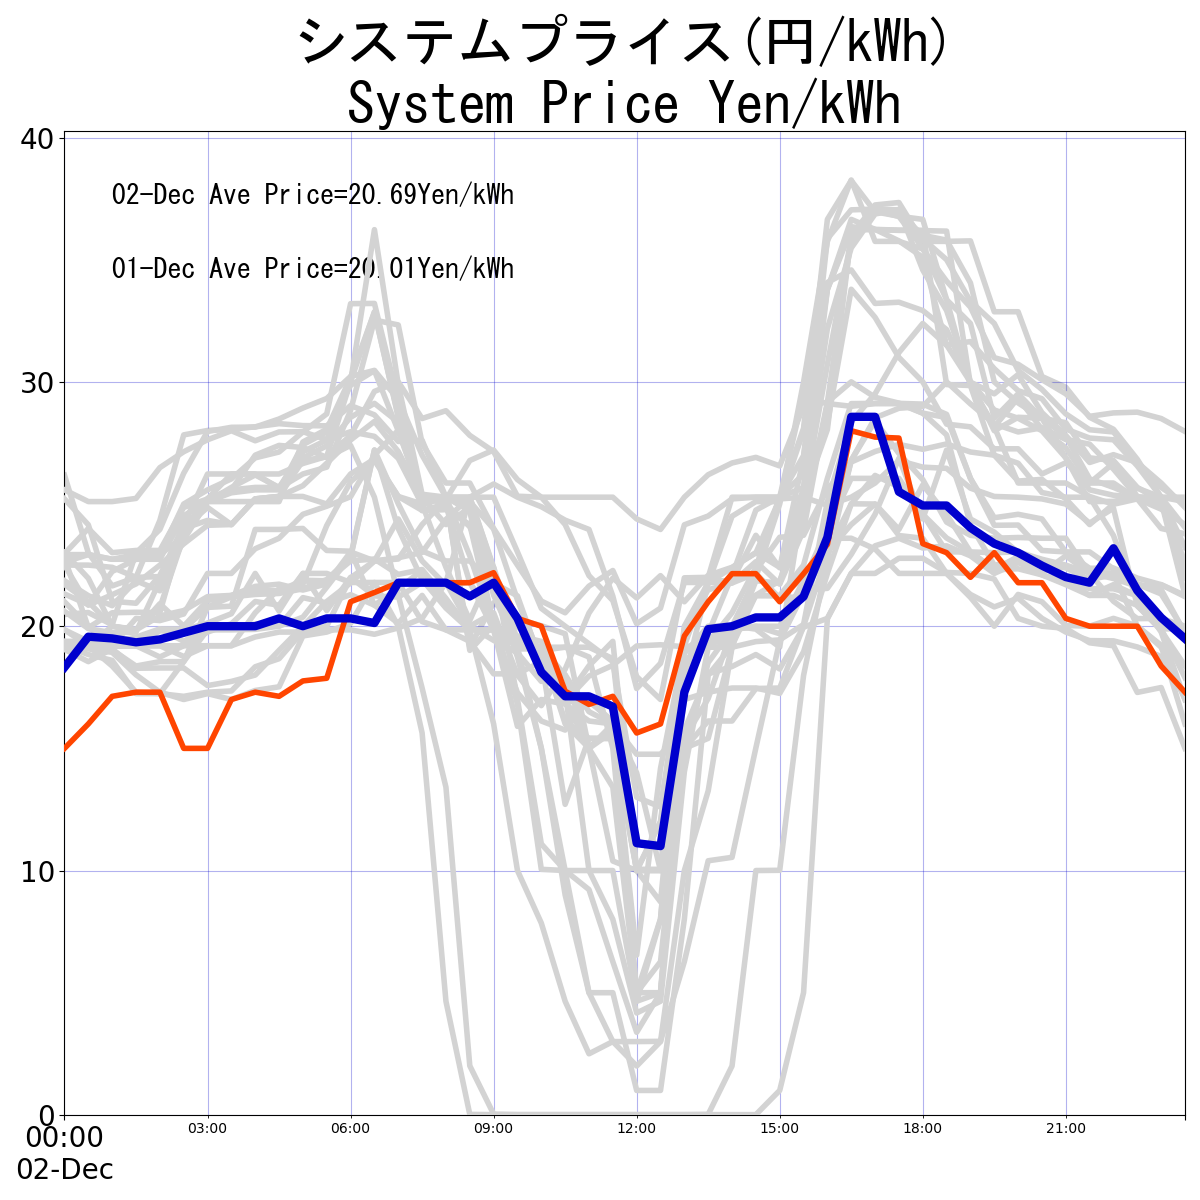 システムプライス(円/kWh)
System Price Yen/kWh
40
02-Dec Ave Price=20.69Yen/kWh
01-Dec Ave Price=20.01Yen/kWh
30
20
10
0
00:00 03:00 06:00 09:00 12:00 15:00 18:00 21:00
02-Dec